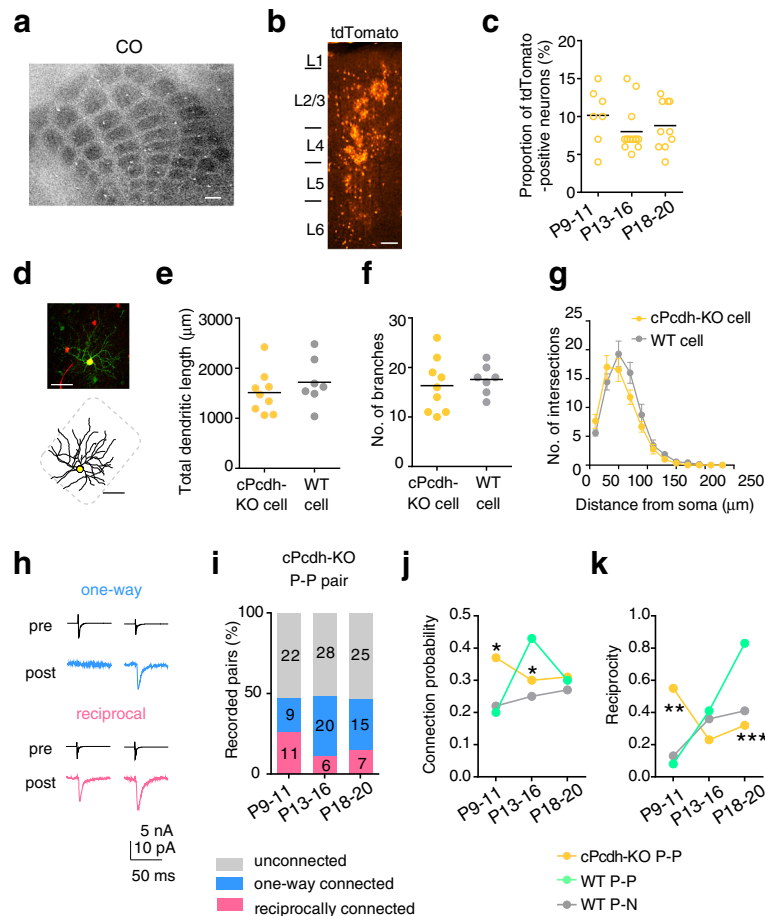 a
CO
b
tdTomato
L1
L2/3
L4
L5
L6
c
Proportion of tdTomato
-positive neurons (%)
20
15
10
5
0
P9-11
P13-16
P18-20
d
e
Total dendritic length (μm)
3000
2000
1000
0
cPcdh-
KO cell
WT
cell
f
No. of branches
30
20
10
0
cPcdh-
KO cell
WT
cell
g
No. of intersections
25
20
15
10
5
0
cPcdh-KO cell
WT cell
0
50
100
150
200
250
Distance from soma (μm)
h
one-way
pre
post
reciprocal
pre
post
5 nA
10 pA
50 ms
i
cPcdh-KO
P-P pair
Recorded pairs (%)
100
50
0
22
28
25
9
20
15
11
6
7
P9-11
P13-16
P18-20
unconnected
one-way connected
reciprocally connected
j
Connection probability
0.5
0.4
0.3
0.2
0.1
0.0
*
*
P9-11
P13-16
P18-20
k
Reciprocity
1.0
0.8
0.6
0.4
0.2
0.0
**
***
P9-11
P13-16
P18-20
cPcdh-KO P-P
WT P-P
WT P-N